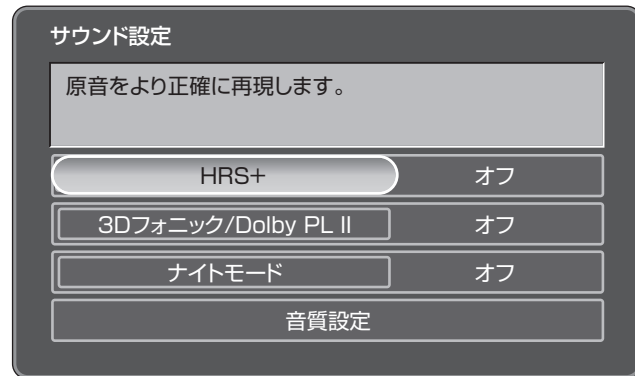 サウンド設定
原音をより正確に再現します。
HRS+ オフ
3Dフォニック/Dolby PL II オフ
ナイトモード オフ
音質設定